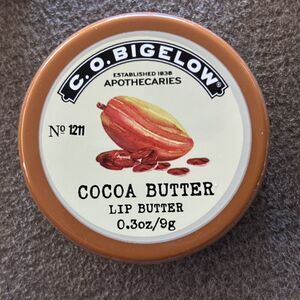 C.O. BIGELOW®
ESTABLISHED 1838
APOTHECARIES
Nº 1211
COCOA BUTTER
LIP BUTTER
0.3oz/9g